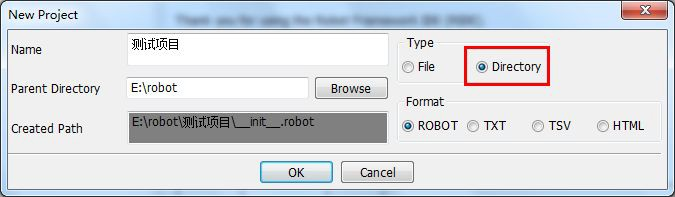 Thank you for using the Robot Framework IDE (RIDE).
New Project
Name
测试项目
Type
File
Directory
Parent Directory
E:\robot
Browse
Format
Created Path
E:\robot\测试项目\__init__.robot
ROBOT
TXT
TSV
HTML
OK
Cancel